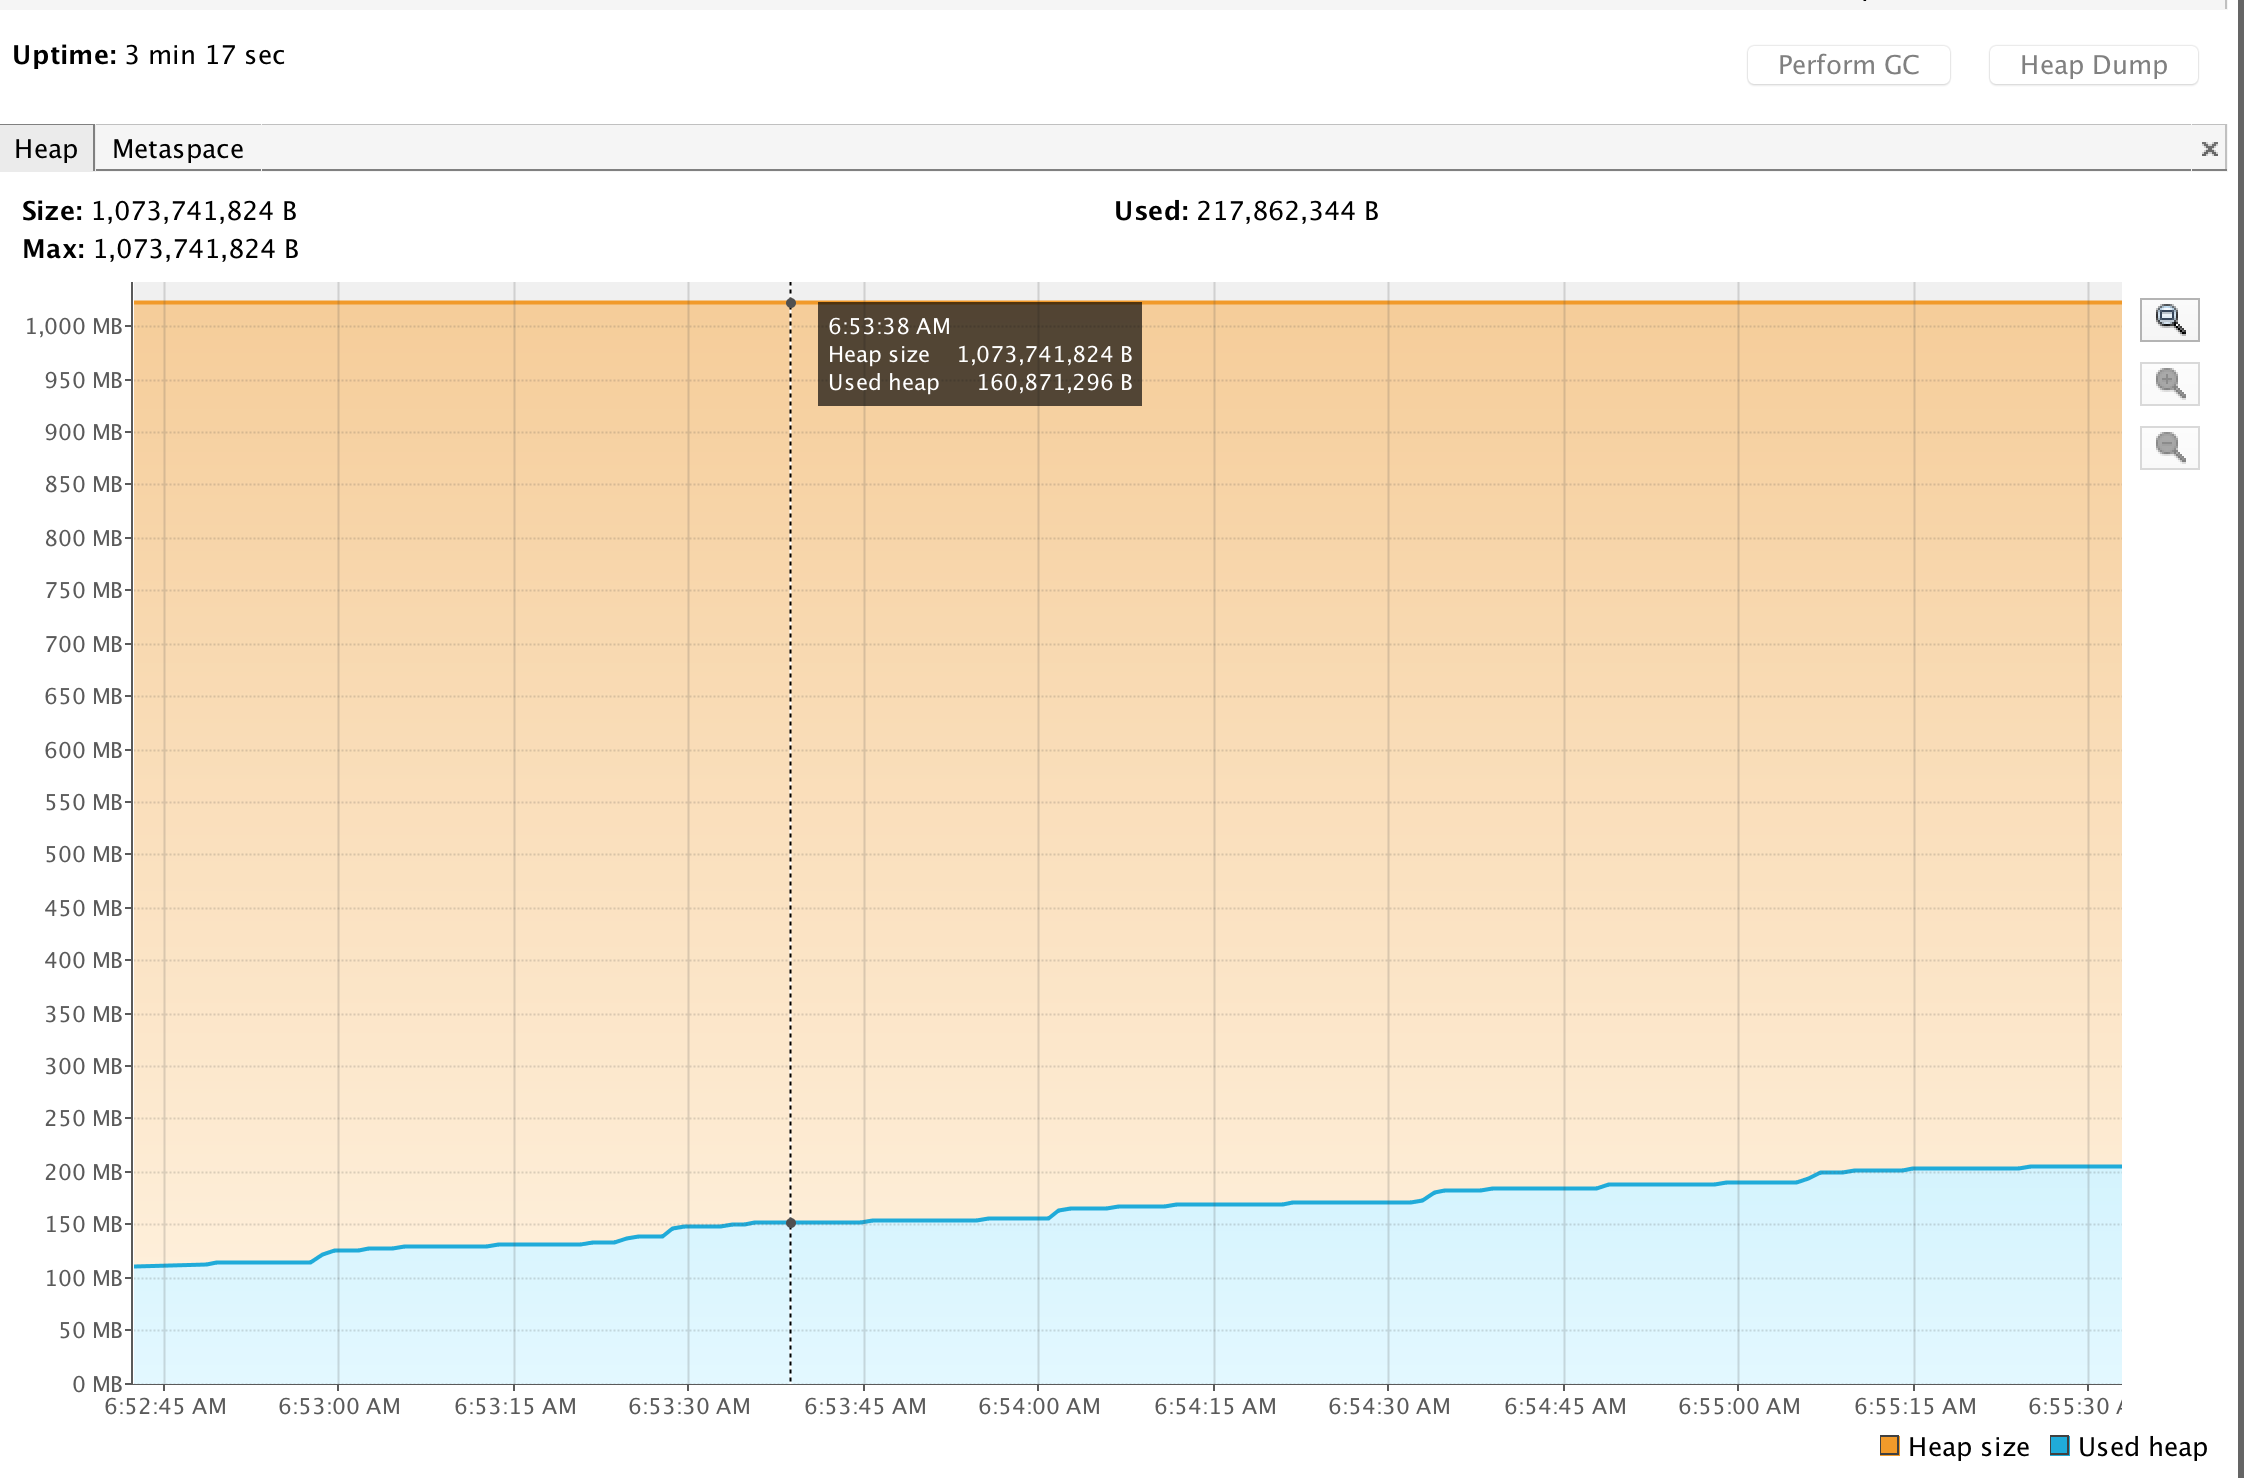 Uptime: 3 min 17 sec
Perform GC
Heap Dump
Heap
Metaspace
Size: 1,073,741,824 B
Used: 217,862,344 B
Max: 1,073,741,824 B
6:53:38 AM
Heap size 1,073,741,824 B
Used heap 160,871,296 B
1,000 MB
950 MB
900 MB
850 MB
800 MB
750 MB
700 MB
650 MB
600 MB
550 MB
500 MB
450 MB
400 MB
350 MB
300 MB
250 MB
200 MB
150 MB
100 MB
50 MB
0 MB
6:52:45 AM 6:53:00 AM 6:53:15 AM 6:53:30 AM 6:53:45 AM 6:54:00 AM 6:54:15 AM 6:54:30 AM 6:54:45 AM 6:55:00 AM 6:55:15 AM 6:55:30
Heap size Used heap